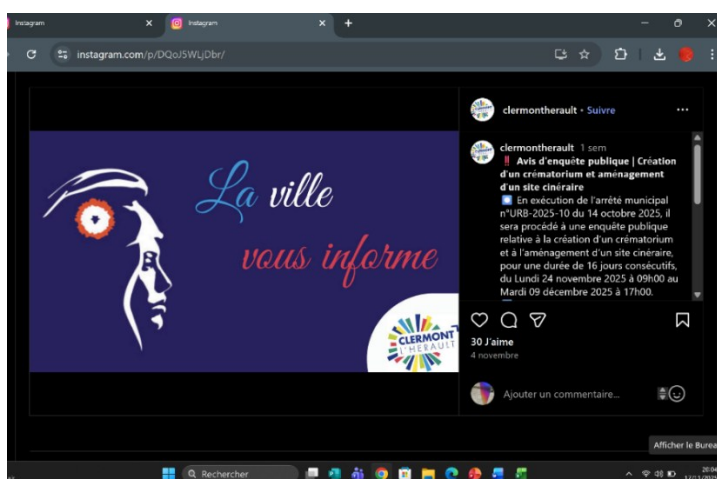 Instagram
Instagram
instagram.com/p/DQoJ5WLjDbr/
clermontherault • Suivre
clermontherault 1 sem
‼️ Avis d'enquête publique | Création
d'un crématorium et aménagement
d'un site cinéraire
En exécution de l'arrêté municipal
n°URB-2025-10 du 14 octobre 2025, il
sera procédé à une enquête publique
relative à la création d'un crématorium
et à l'aménagement d'un site cinéraire,
pour une durée de 16 jours consécutifs,
du Lundi 24 novembre 2025 à 09h00 au
Mardi 09 décembre 2025 à 17h00.
La ville
vous informe
CLERMONT
L'HÉRAULT
30 J'aime
4 novembre
Ajouter un commentaire...
Afficher le Bureau
Rechercher
20:04